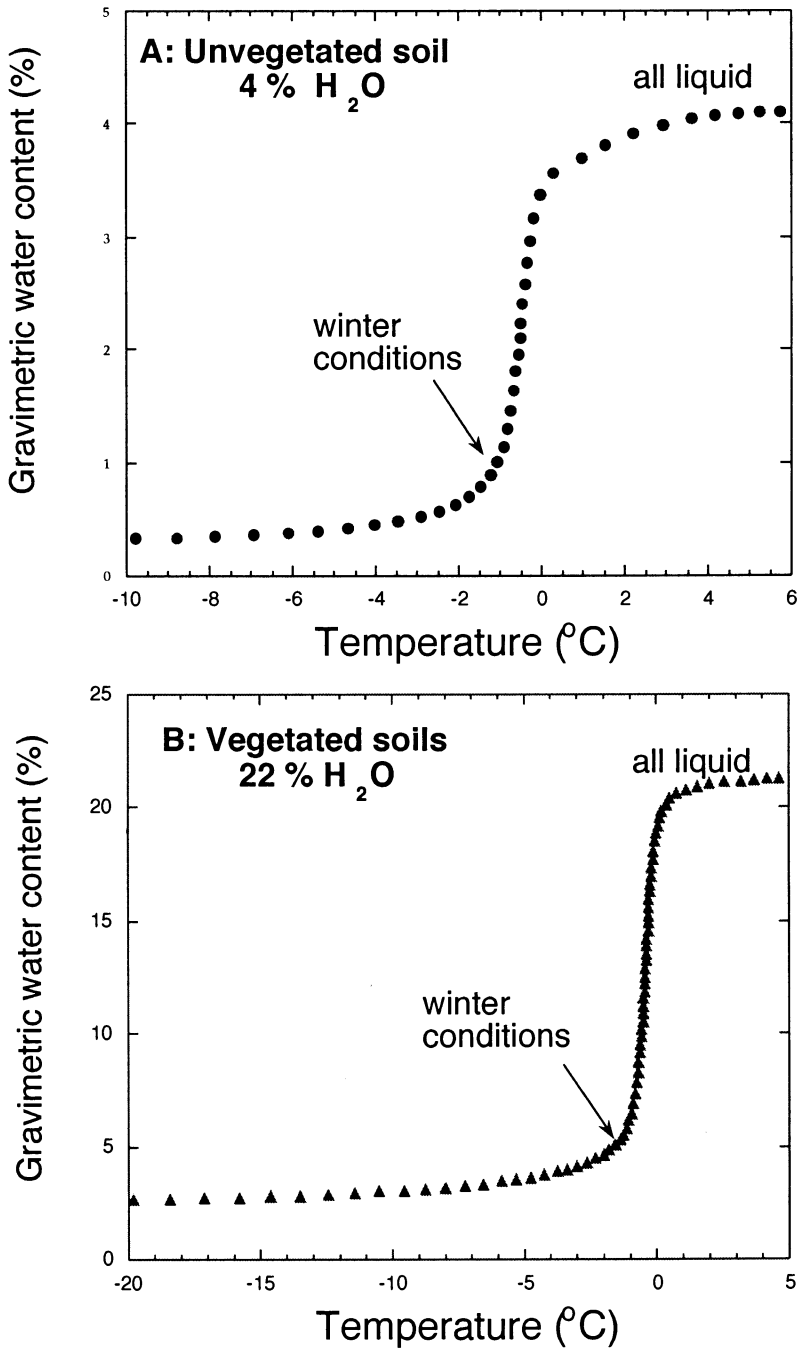 A: Unvegetated soil
4 % H2O
all liquid
winter
conditions
Gravimetric water content (%)
5
4
3
2
1
0
-10 -8 -6 -4 -2 0 2 4 6
Temperature (oC)
B: Vegetated soils
22 % H2O
all liquid
winter
conditions
Gravimetric water content (%)
25
20
15
10
5
0
-20 -15 -10 -5 0 5
Temperature (oC)